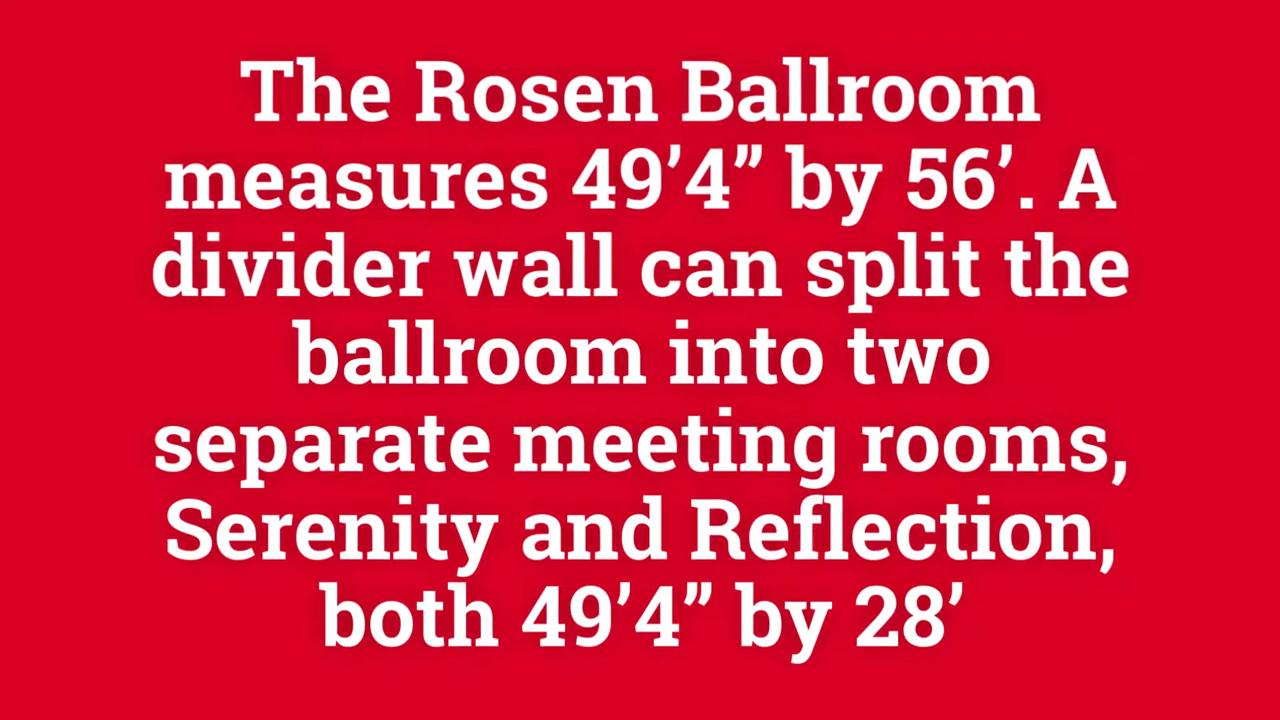 The Rosen Ballroom
measures 49’4” by 56’. A
divider wall can split the
ballroom into two
separate meeting rooms,
Serenity and Reflection,
both 49’4” by 28’